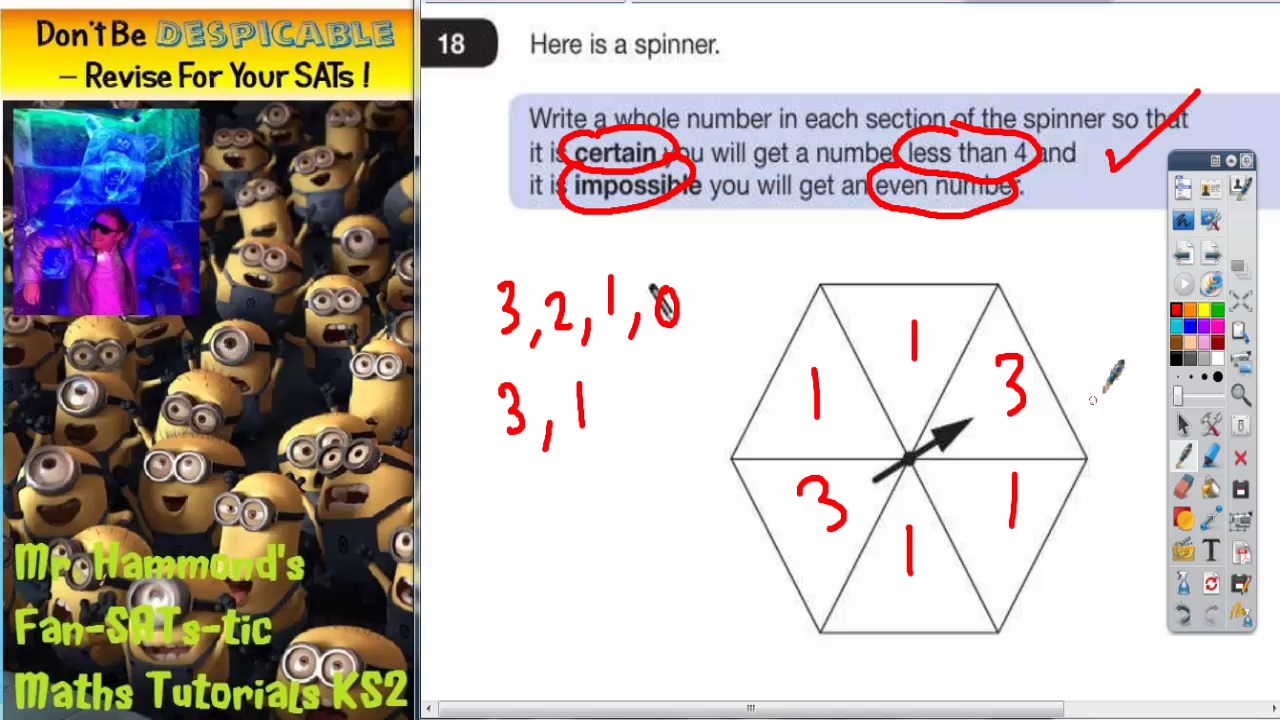 Don't Be DESPICABLE
– Revise For Your SATs !
Mr Hammond's
Fan-SATs-tic
Maths Tutorials KS2
18
Here is a spinner.
Write a whole number in each section of the spinner so that
it is certain you will get a number less than 4 and
it is impossible you will get an even number.
3, 2, 1, 0
3, 1
1
1
3
3
1
1